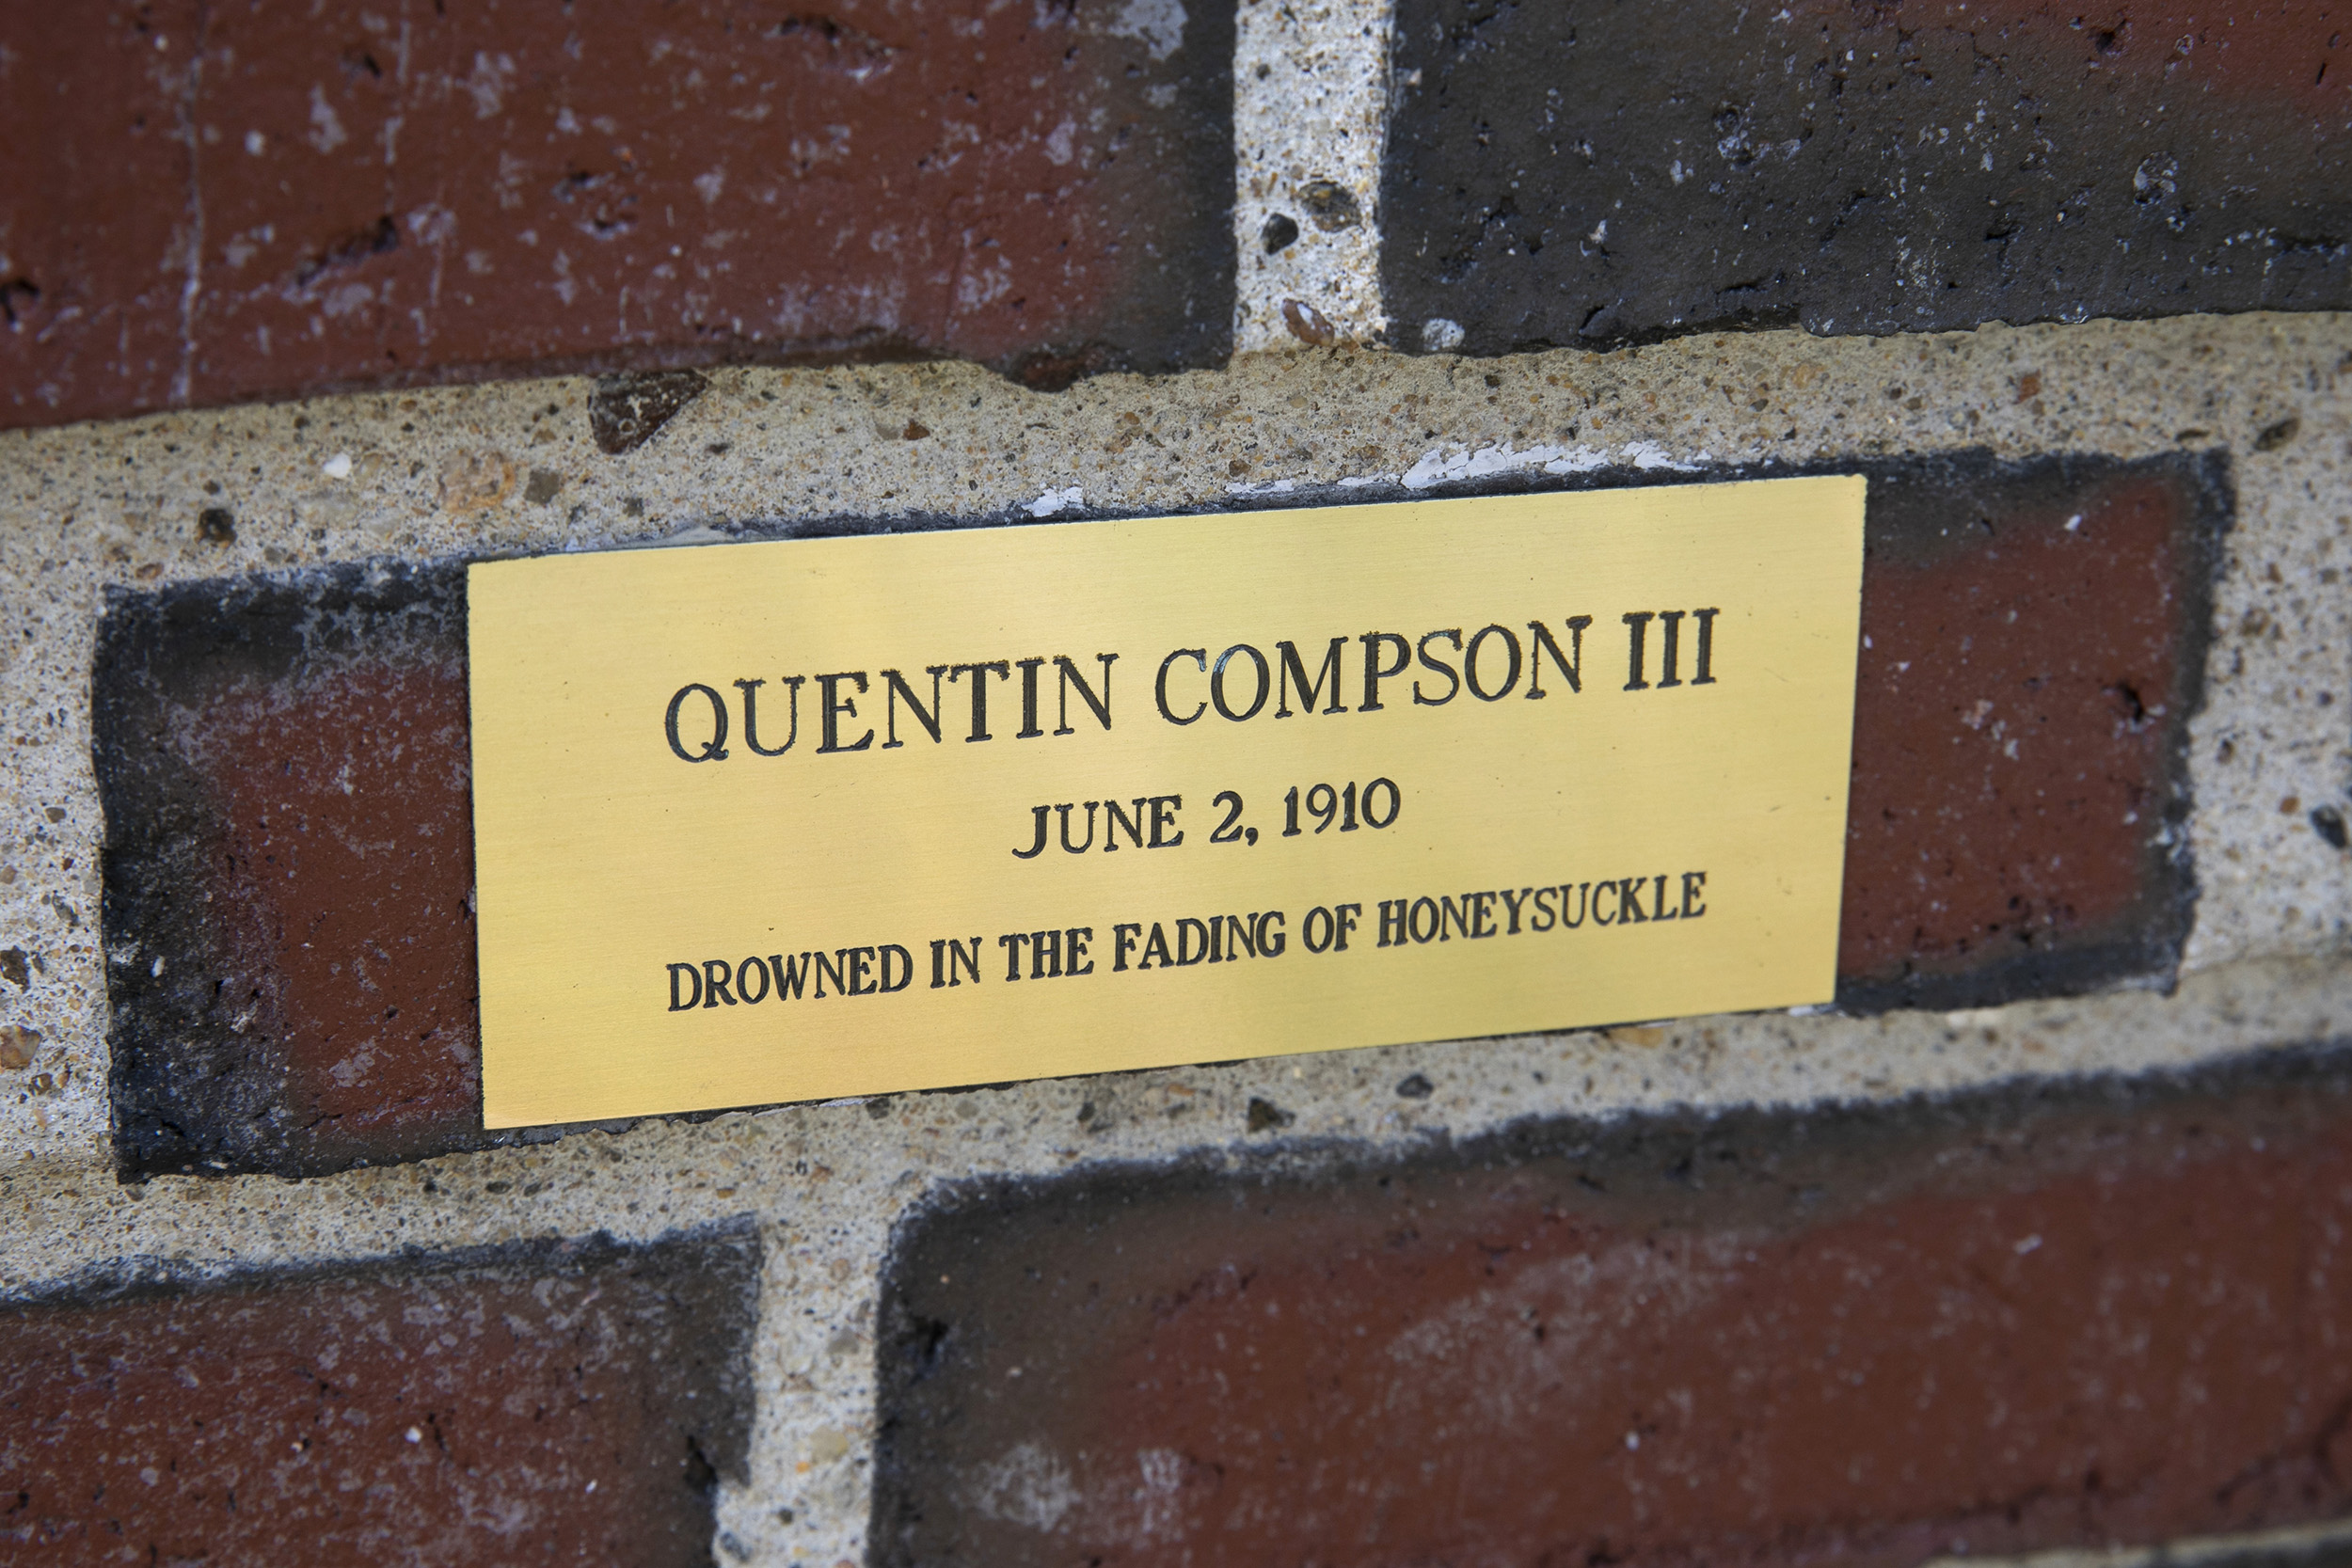 QUENTIN COMPSON III
JUNE 2, 1910
DROWNED IN THE FADING OF HONEYSUCKLE